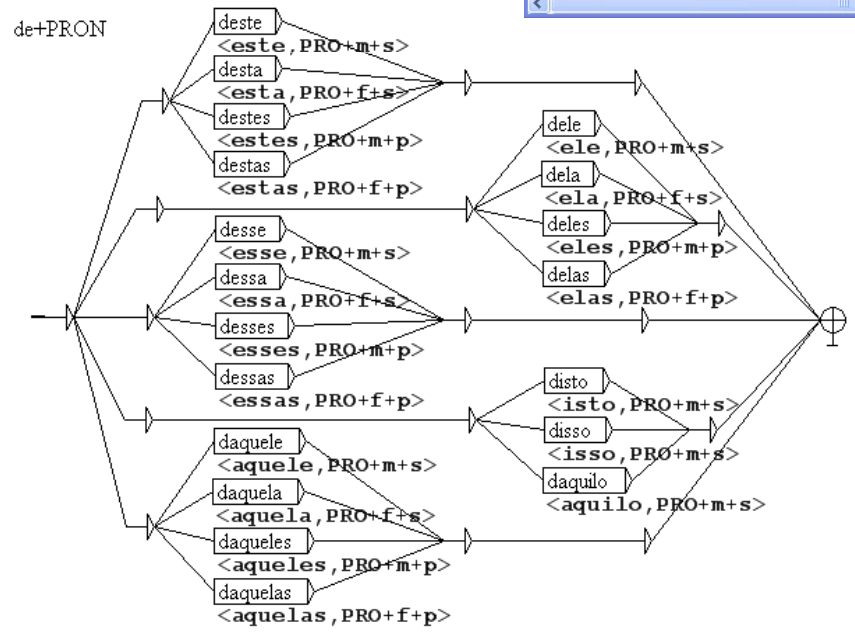 de+PRON
deste
<este,PRO+m+s>
desta
<esta,PRO+f+s>
destes
<estes,PRO+m+p>
destas
<estas,PRO+f+p>
dele
<ele,PRO+m+s>
dela
<ela,PRO+f+s>
deles
<eles,PRO+m+p>
delas
<elas,PRO+f+p>
desse
<esse,PRO+m+s>
dessa
<essa,PRO+f+s>
desses
<esses,PRO+m+p>
dessas
<essas,PRO+f+p>
disto
<isto,PRO+m+s>
disso
<isso,PRO+m+s>
daquilo
<aquilo,PRO+m+s>
daquele
<aquele,PRO+m+s>
daquela
<aquela,PRO+f+s>
daqueles
<aqueles,PRO+m+p>
daquelas
<aquelas,PRO+f+p>